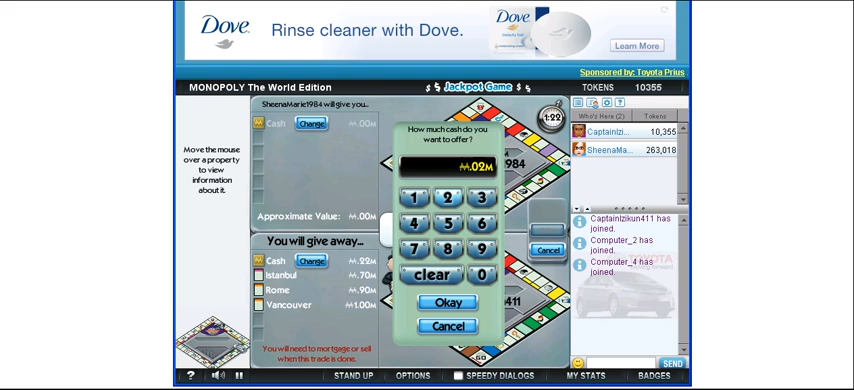 Dove
Rinse cleaner with Dove.
Dove
Learn More
Sponsored by: Toyota Prius
MONOPOLY The World Edition
$ $ Jackpot Game $ $
TOKENS 10355
SheenaMarie1984 will give you...
Cash Change M.00M
Approximate Value: M.00M
Move the mouse
over a property
to view
information
about it.
You will give away...
Cash Change M.22M
Istanbul M.70M
Rome M.90M
Vancouver M1.00M
You will need to mortgage or sell
when this trade is done.
How much cash do you
want to offer?
M.02M
1 2 3
4 5 6
7 8 9
clear 0
Okay
Cancel
1:22
984
Cancel
411
GO
Who's Here (2) Tokens
CaptainIzi... 10,355
SheenaMa... 263,018
CaptainIzikun411 has
joined.
Computer_2 has
joined.
Computer_4 has
joined.
TOYOTA
SEND
? STAND UP OPTIONS SPEEDY DIALOGS MY STATS BADGES